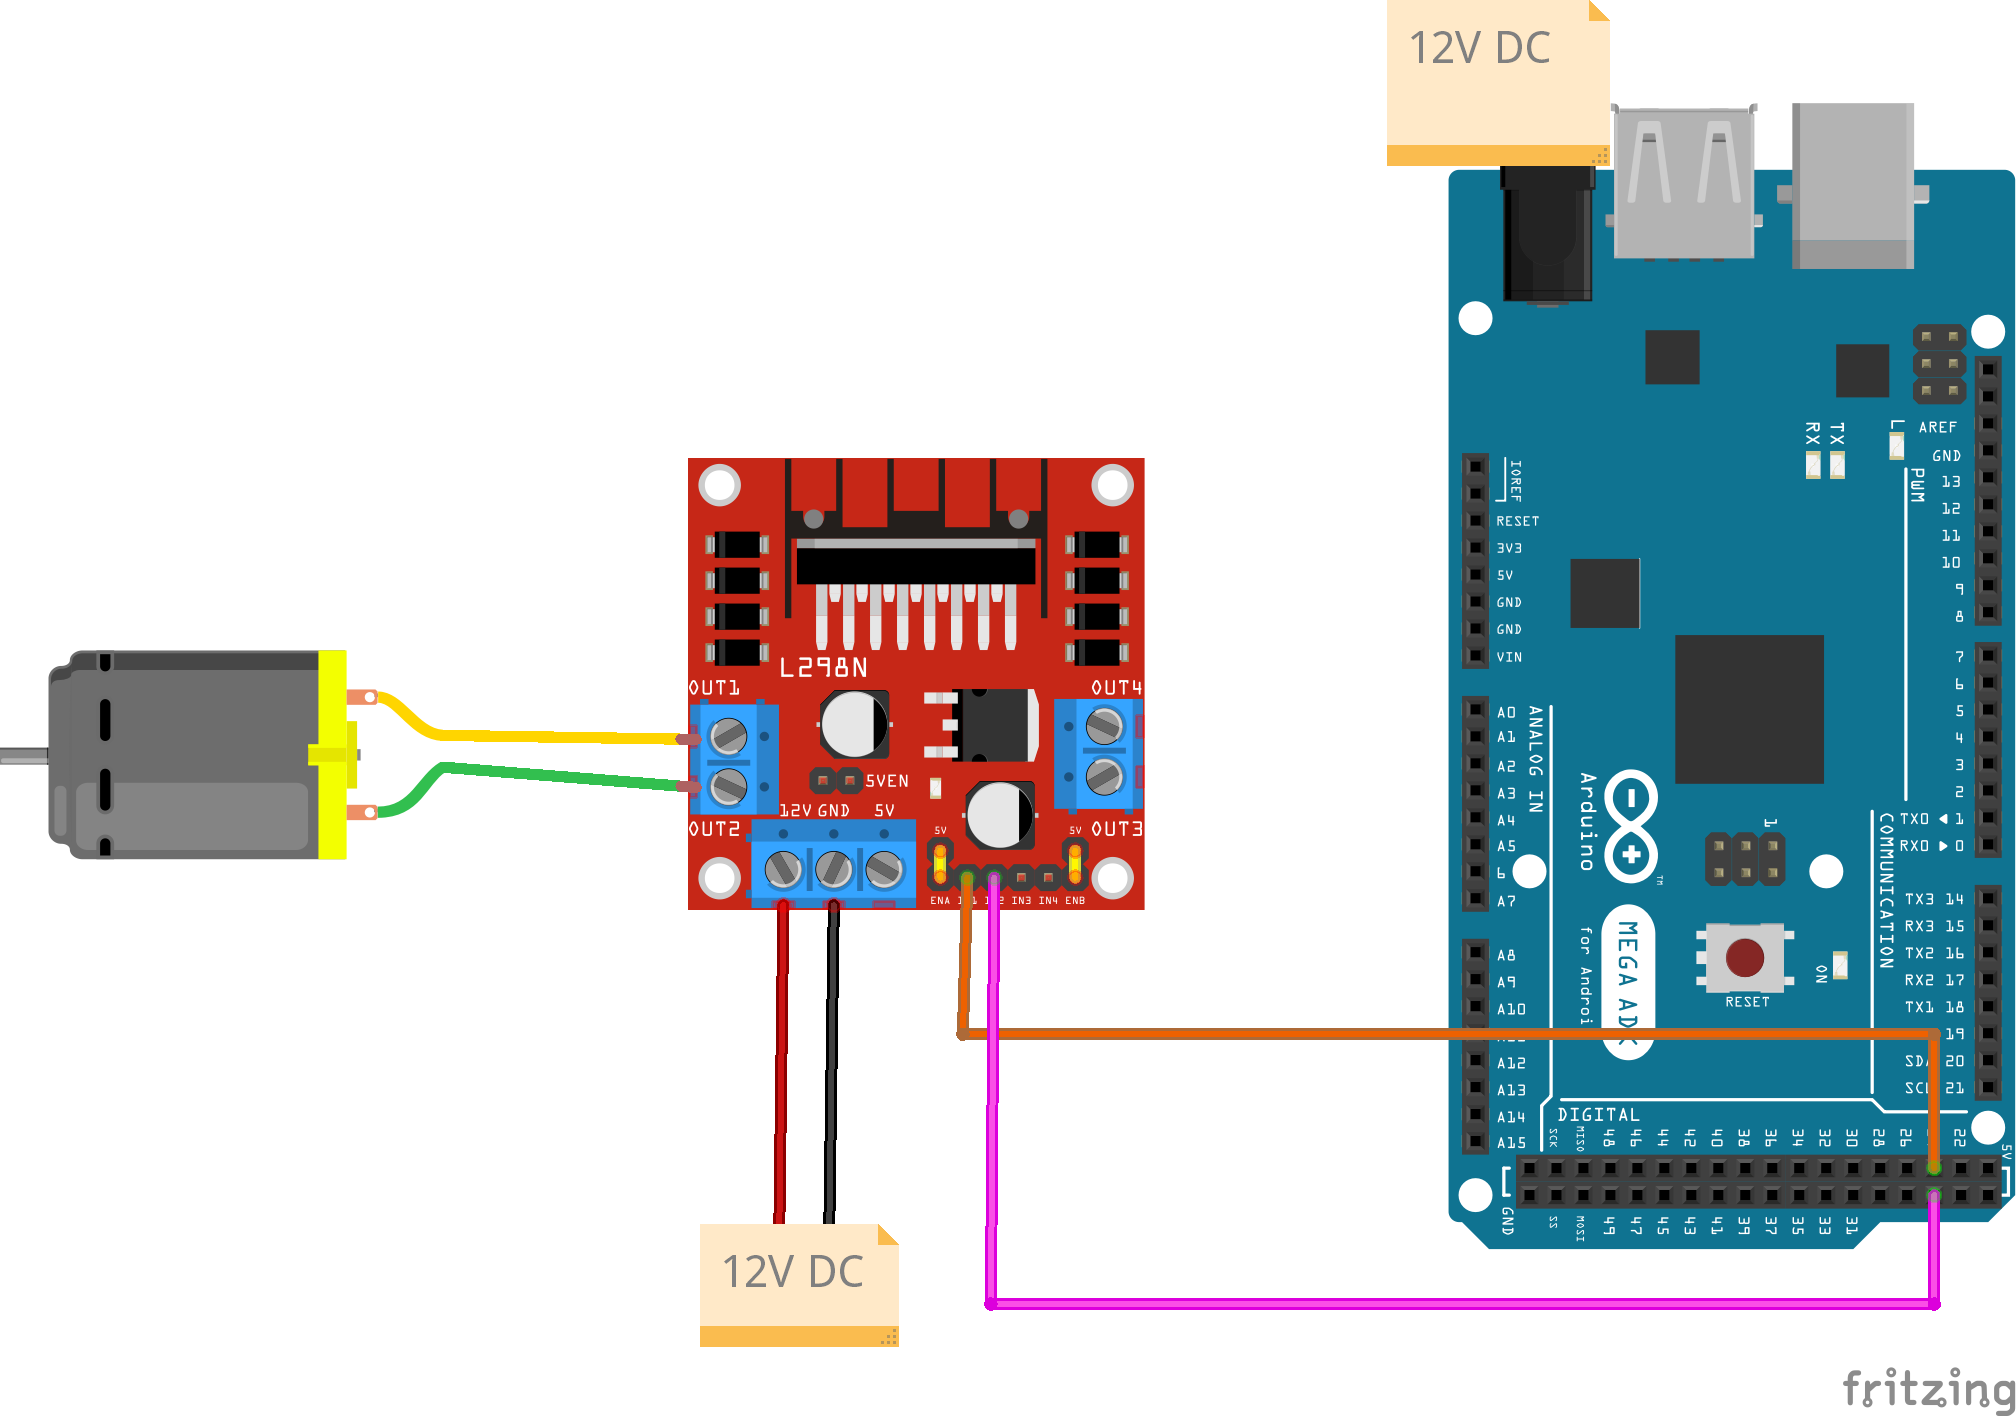 12V DC
L
AREF
RX
TX
GND
PWM
13
12
11
10
9
8
IOREF
RESET
3V3
5V
GND
GND
VIN
7
6
5
4
3
2
TX0 1
RX0 0
ANALOG IN
A0
A1
A2
A3
A4
A5
6
A7
A8
A9
A10
A12
A13
A14
A15
Arduino
TM
1
COMMUNICATION
MEGA AD
for Androi
RESET
ON
TX3 14
RX3 15
TX2 16
RX2 17
TX1 18
19
20
21
DIGITAL
SCK MISO 48 46 44 42 40 38 36 34 32 30 28 26 22
5V
GND
SS MOSI 49 47 45 43 41 39 37 35 33 31
L298N
OUT1
OUT4
5VEN
12V GND 5V
OUT2
5V
5V
OUT3
ENA IN3 IN4 ENB
12V DC
fritzing